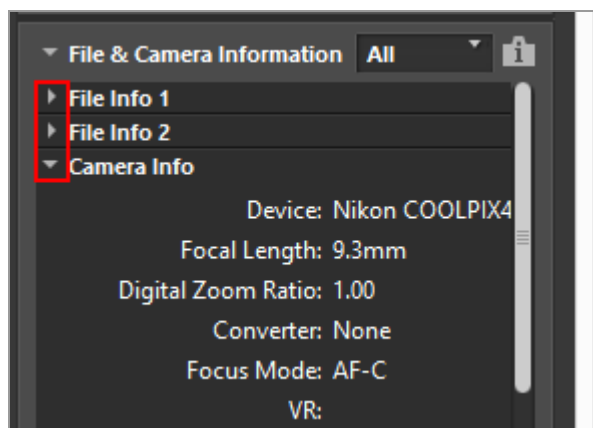 File & Camera Information All
File Info 1
File Info 2
Camera Info
Device: Nikon COOLPIX4
Focal Length: 9.3mm
Digital Zoom Ratio: 1.00
Converter: None
Focus Mode: AF-C
VR: